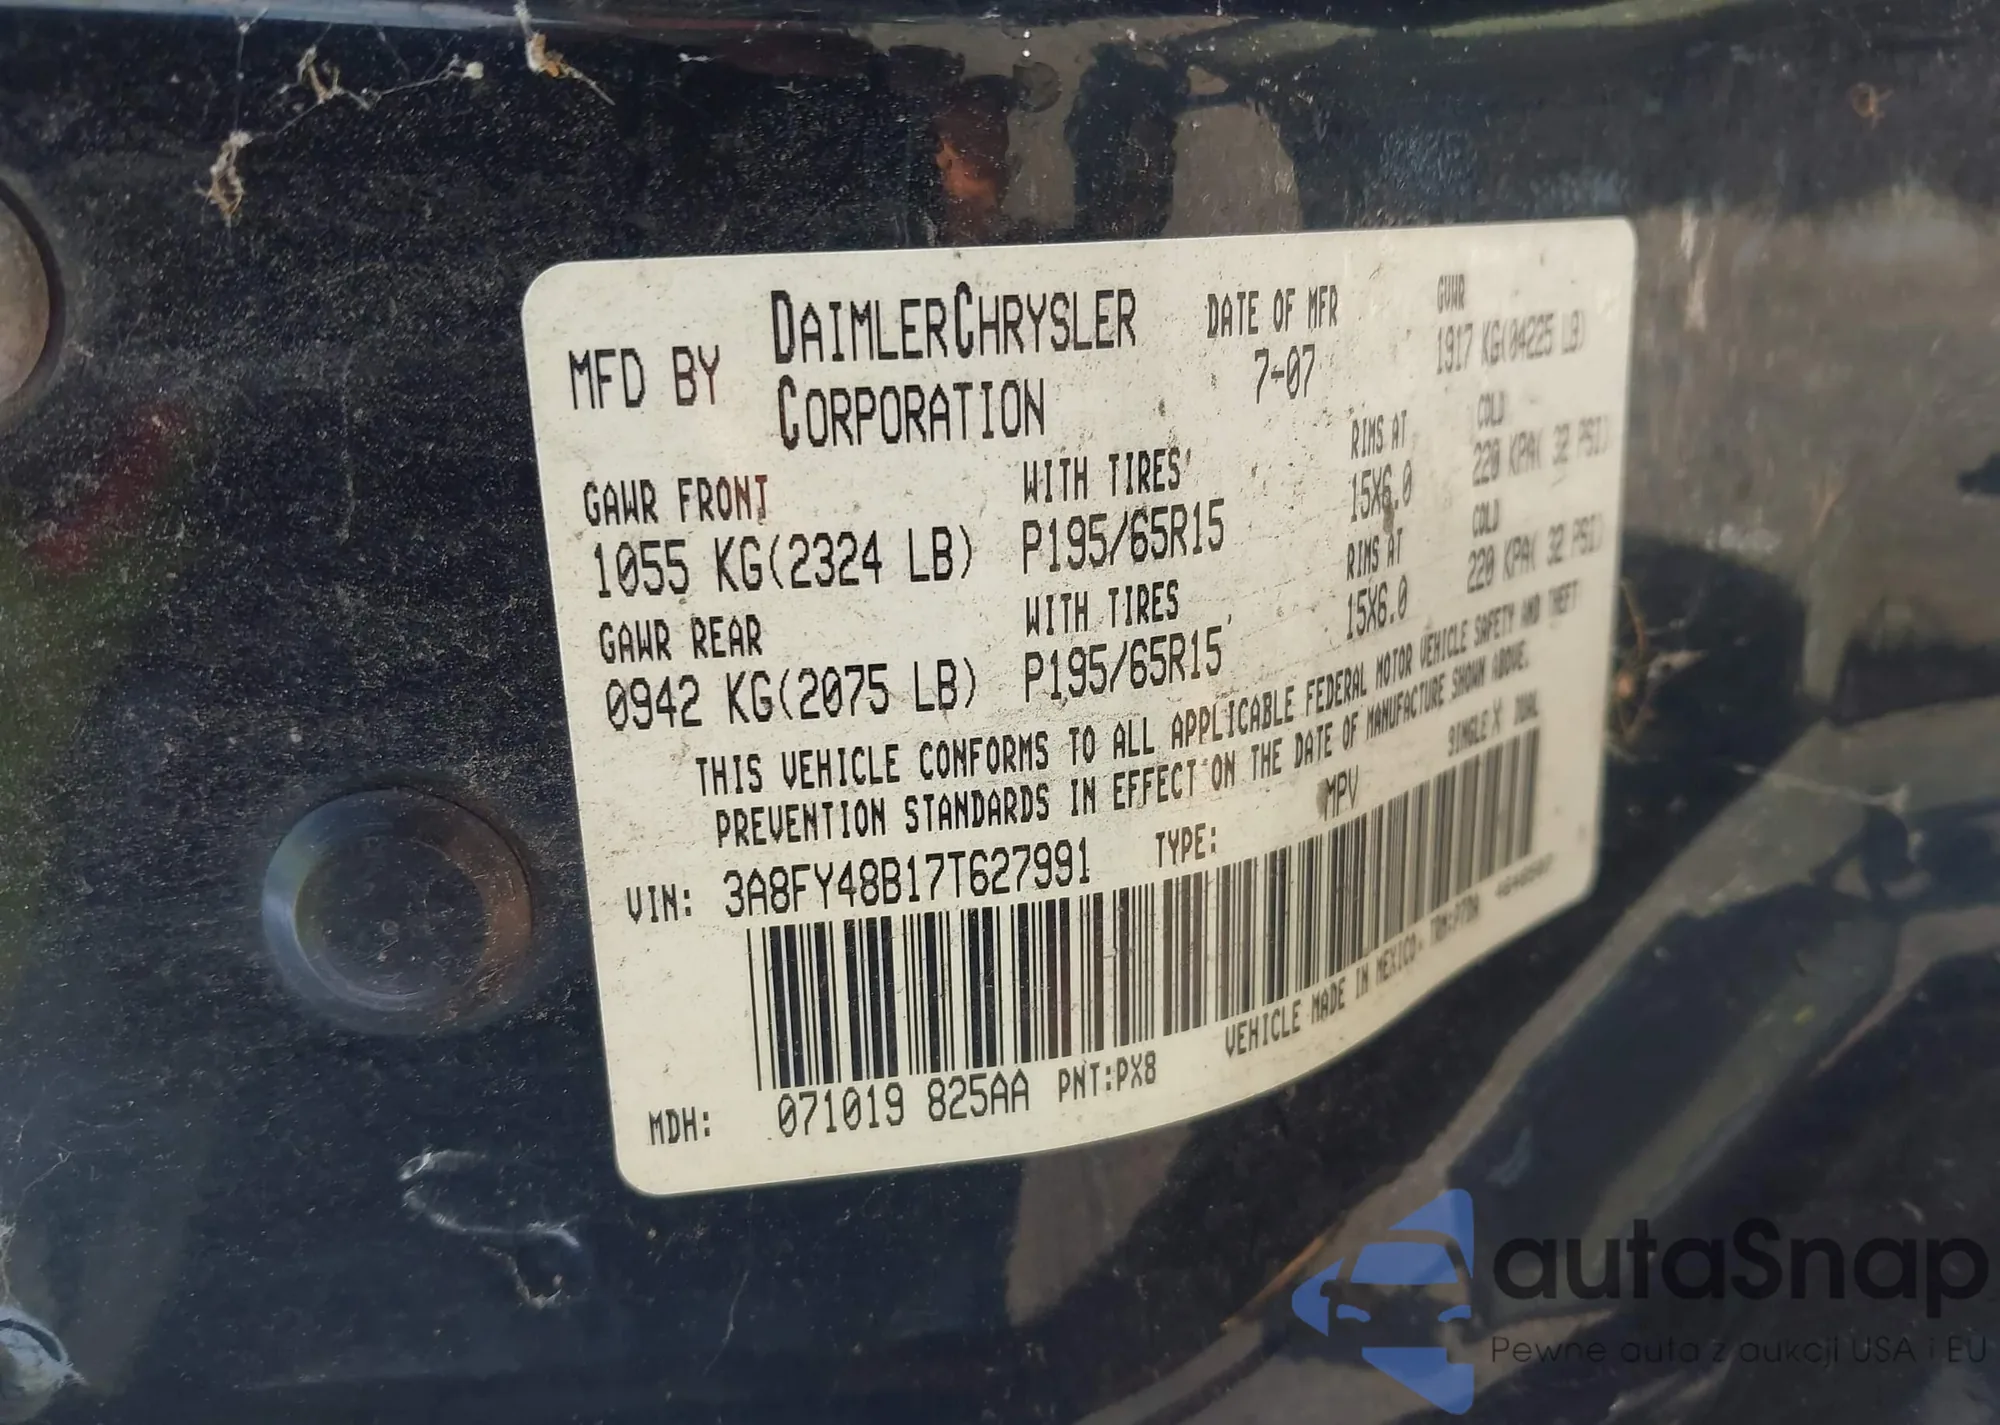 MFD BY DAIMLERCHRYSLER CORPORATION
DATE OF MFR
7-07
GVWR
1917 KG(04225 LB)
GAWR FRONT
WITH TIRES
RIMS AT
COLD
1055 KG(2324 LB)
P195/65R15
15X6.0
220 KPA( 32 PSI)
GAWR REAR
WITH TIRES
RIMS AT
COLD
0942 KG(2075 LB)
P195/65R15
15X6.0
220 KPA( 32 PSI)
THIS VEHICLE CONFORMS TO ALL APPLICABLE FEDERAL MOTOR VEHICLE SAFETY AND THEFT
PREVENTION STANDARDS IN EFFECT ON THE DATE OF MANUFACTURE SHOWN ABOVE.
VIN: 3A8FY48B17T627991
TYPE: MPV
SINGLE X DUAL
MDH: 071019 825AA PNT:PX8
VEHICLE MADE IN MEXICO
autaSnap
Pewne auta z aukcji USA i EU